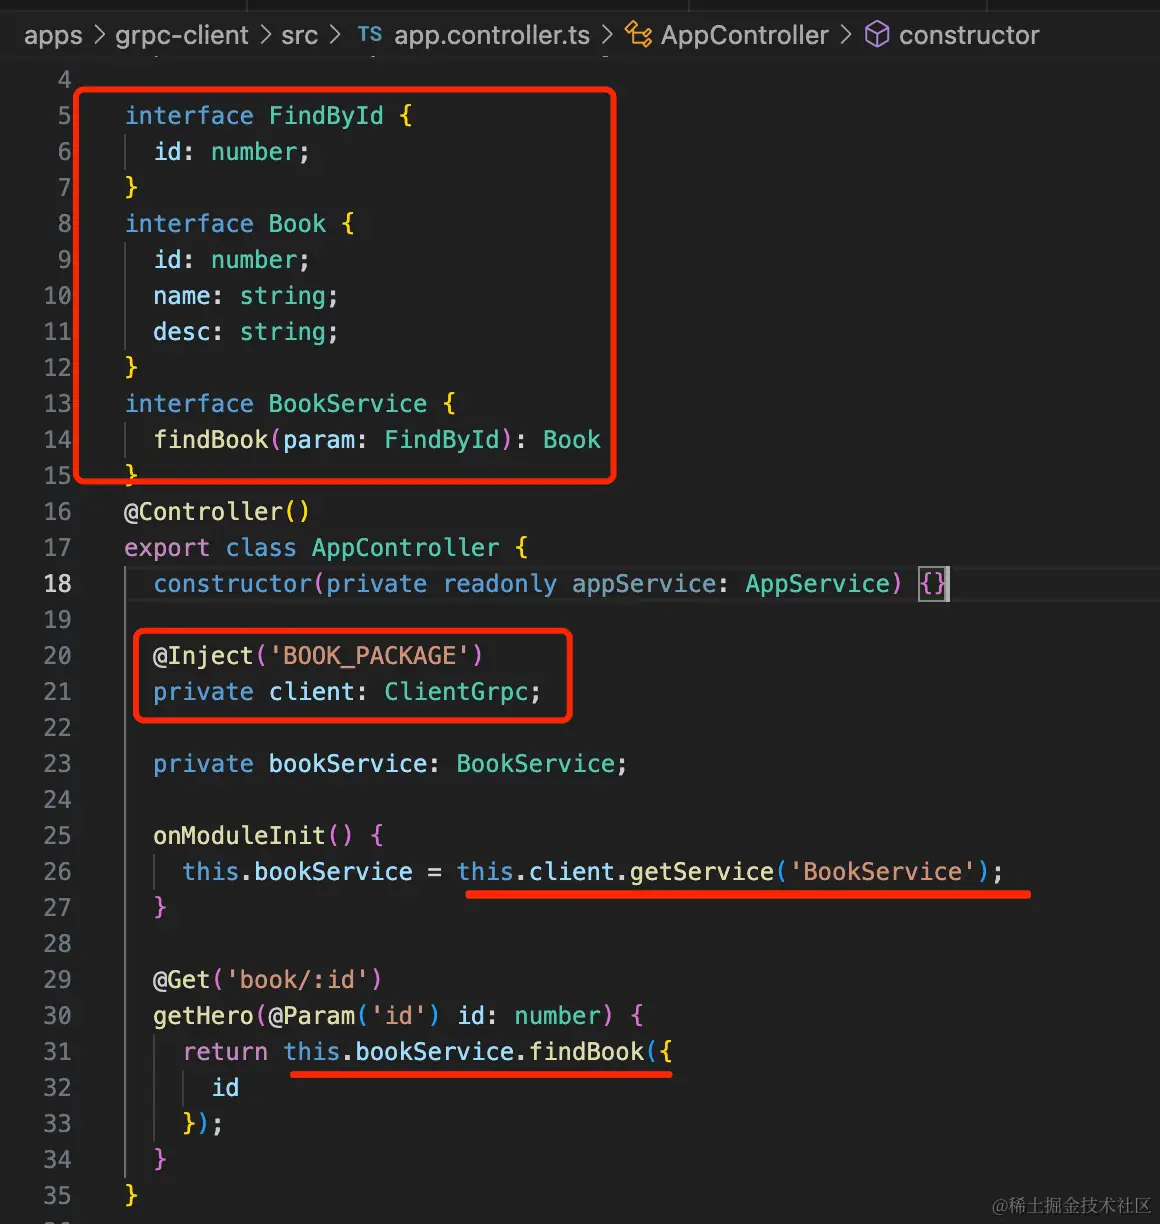 apps > grpc-client > src > TS app.controller.ts > AppController > constructor
4
5 interface FindById {
6 id: number;
7 }
8 interface Book {
9 id: number;
10 name: string;
11 desc: string;
12 }
13 interface BookService {
14 findBook(param: FindById): Book
15 }
16 @Controller()
17 export class AppController {
18 constructor(private readonly appService: AppService) {}
19
20 @Inject('BOOK_PACKAGE')
21 private client: ClientGrpc;
22
23 private bookService: BookService;
24
25 onModuleInit() {
26 this.bookService = this.client.getService('BookService');
27 }
28
29 @Get('book/:id')
30 getHero(@Param('id') id: number) {
31 return this.bookService.findBook({
32 id
33 });
34 }
35 }
@稀土掘金技术社区